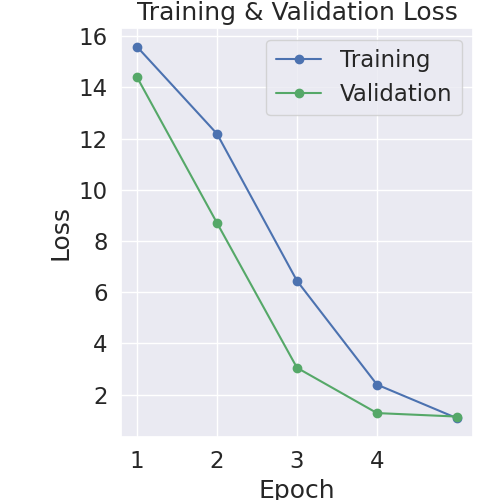 Training & Validation Loss
Training
Validation
Loss
16
14
12
10
8
6
4
2
1 2 3 4
Epoch